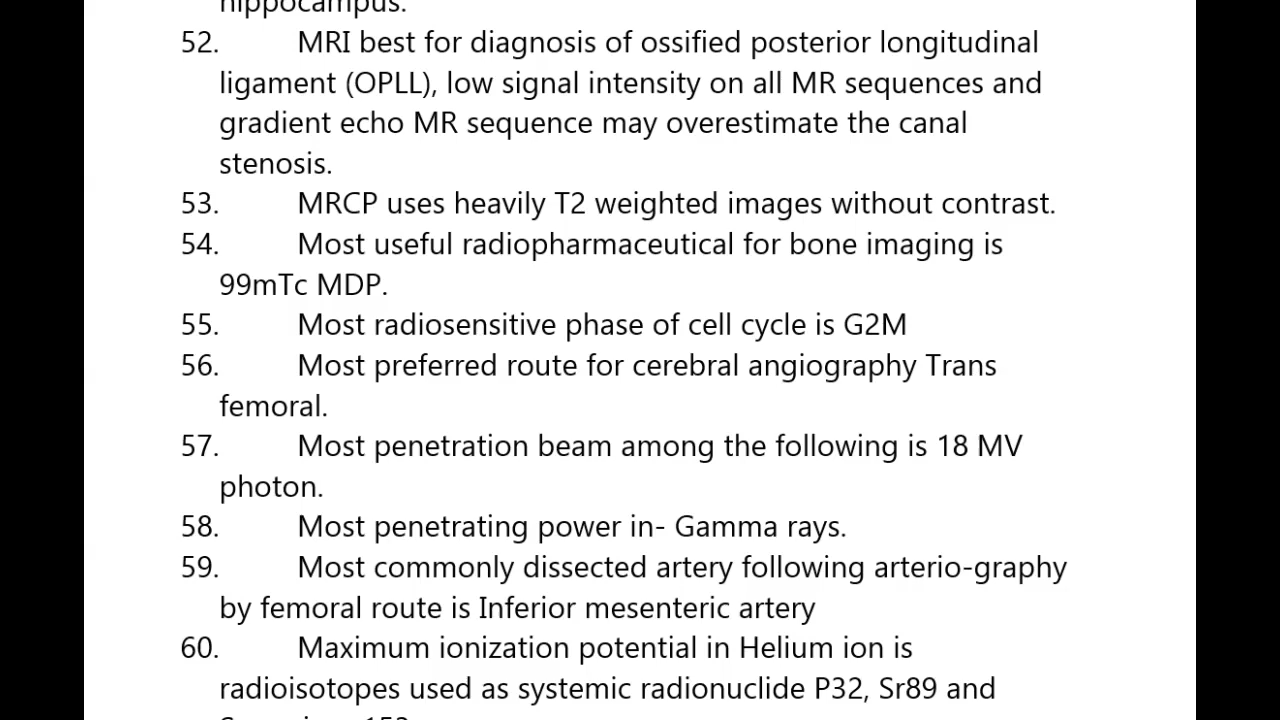 hippocampus.
52. MRI best for diagnosis of ossified posterior longitudinal
ligament (OPLL), low signal intensity on all MR sequences and
gradient echo MR sequence may overestimate the canal
stenosis.
53. MRCP uses heavily T2 weighted images without contrast.
54. Most useful radiopharmaceutical for bone imaging is
99mTc MDP.
55. Most radiosensitive phase of cell cycle is G2M
56. Most preferred route for cerebral angiography Trans
femoral.
57. Most penetration beam among the following is 18 MV
photon.
58. Most penetrating power in- Gamma rays.
59. Most commonly dissected artery following arterio-graphy
by femoral route is Inferior mesenteric artery
60. Maximum ionization potential in Helium ion is
radioisotopes used as systemic radionuclide P32, Sr89 and